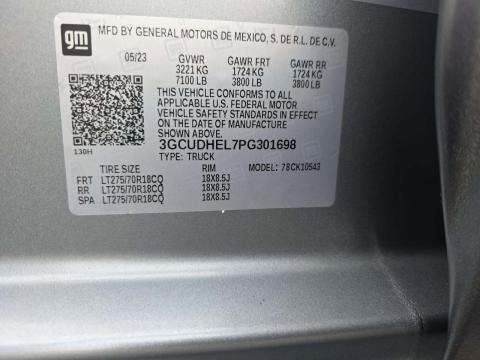 gm
MFD BY GENERAL MOTORS DE MEXICO, S. DE R.L. DE C.V.
05/23 GVWR GAWR FRT GAWR RR
3221 KG 1724 KG 1724 KG
7100 LB 3800 LB 3800 LB
THIS VEHICLE CONFORMS TO ALL
APPLICABLE U.S. FEDERAL MOTOR
VEHICLE SAFETY STANDARDS IN EFFECT
ON THE DATE OF MANUFACTURE
SHOWN ABOVE.
130H 3GCUDHEL7PG301698
TYPE: TRUCK MODEL: 78CK10543
TIRE SIZE RIM
FRT LT275/70R18CQ 18X8.5J
RR LT275/70R18CQ 18X8.5J
SPA LT275/70R18CQ 18X8.5J